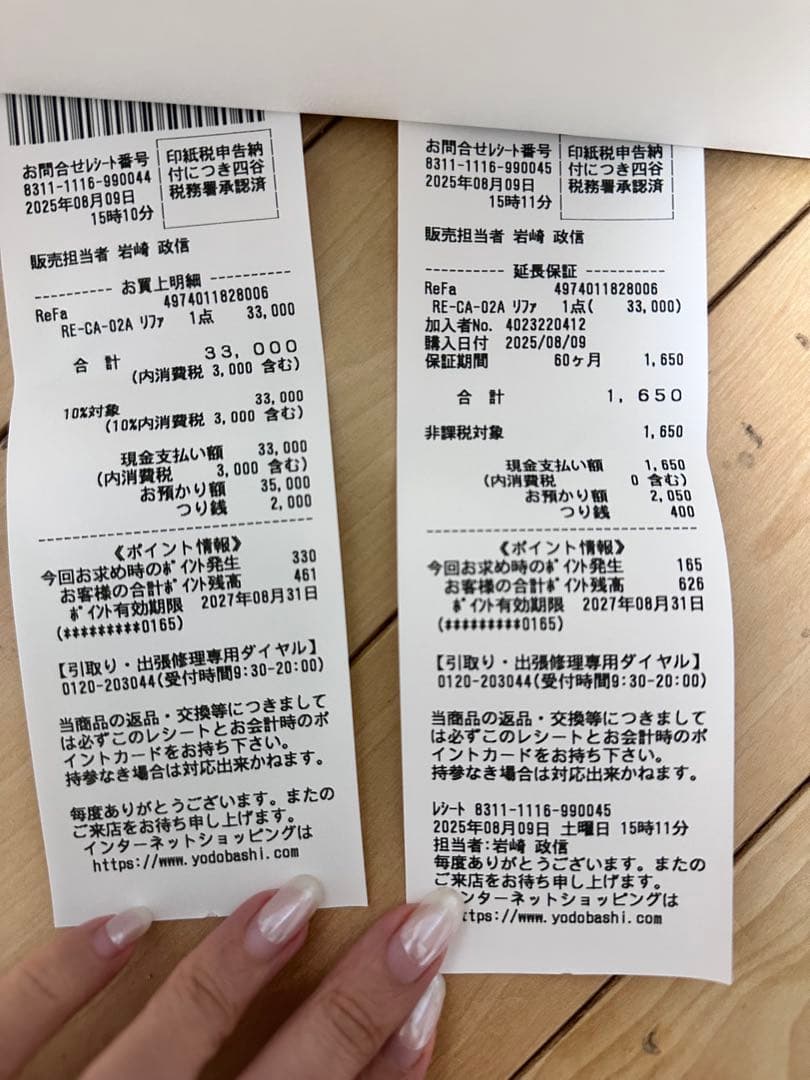 お問合せﾚｼｰﾄ番号
8311-1116-990044
2025年08月09日
15時10分
印紙税申告納
付につき四谷
税務署承認済
販売担当者 岩崎 政信
---------- お買上明細 ----------
ReFa 4974011828006
RE-CA-02A ﾘﾌｧ 1点 33,000
合 計 33,000
(内消費税 3,000 含む)
10%対象 33,000
(10%内消費税 3,000 含む)
現金支払い額 33,000
(内消費税 3,000 含む)
お預かり額 35,000
つり銭 2,000
--------------------------------
《ポイント情報》
今回お求め時のﾎﾟｲﾝﾄ発生 330
お客様の合計ﾎﾟｲﾝﾄ残高 461
ﾎﾟｲﾝﾄ有効期限 2027年08月31日
(*********0165)
【引取り・出張修理専用ダイヤル】
0120-203044(受付時間9:30-20:00)
当商品の返品・交換等につきまして
は必ずこのレシートとお会計時のポ
イントカードをお持ち下さい。
持参なき場合は対応出来かねます。
毎度ありがとうございます。またの
ご来店をお待ち申し上げます。
インターネットショッピングは
https://www.yodobashi.com
お問合せﾚｼｰﾄ番号
8311-1116-990045
2025年08月09日
15時11分
印紙税申告納
付につき四谷
税務署承認済
販売担当者 岩崎 政信
---------- 延長保証 ----------
ReFa 4974011828006
RE-CA-02A ﾘﾌｧ 1点( 33,000)
加入者No. 4023220412
購入日付 2025/08/09
保証期間 60ヶ月 1,650
合 計 1,650
非課税対象 1,650
現金支払い額 1,650
(内消費税 0 含む)
お預かり額 2,050
つり銭 400
--------------------------------
《ポイント情報》
今回お求め時のﾎﾟｲﾝﾄ発生 165
お客様の合計ﾎﾟｲﾝﾄ残高 626
ﾎﾟｲﾝﾄ有効期限 2027年08月31日
(*********0165)
【引取り・出張修理専用ダイヤル】
0120-203044(受付時間9:30-20:00)
当商品の返品・交換等につきまして
は必ずこのレシートとお会計時のポ
イントカードをお持ち下さい。
持参なき場合は対応出来かねます。
ﾚｼｰﾄ 8311-1116-990045
2025年08月09日 土曜日 15時11分
担当者:岩崎 政信
毎度ありがとうございます。またの
ご来店をお待ち申し上げます。
ンターネットショッピングは
ttps://www.yodobashi.com